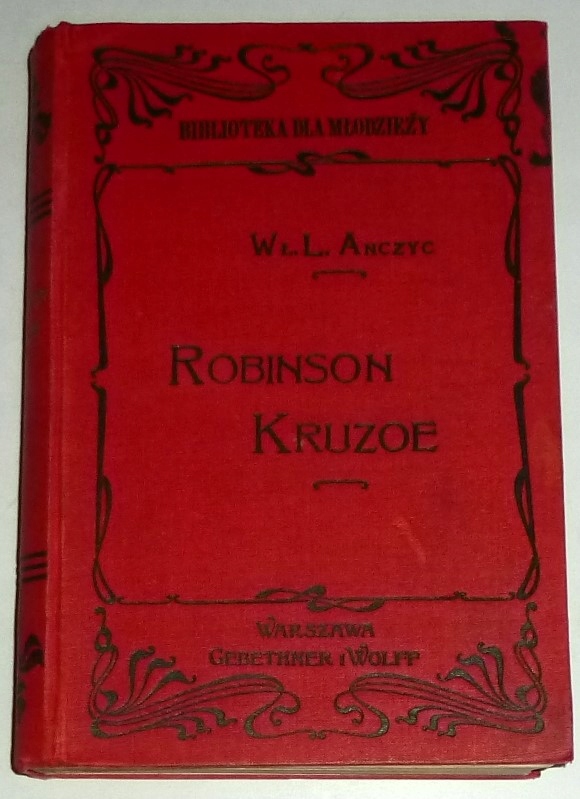 BIBLIOTEKA DLA MŁODZIEŻY
WŁ. L. ANCZYC
ROBINSON
KRUZOE
WARSZAWA
GEBETHNER i WOLFF